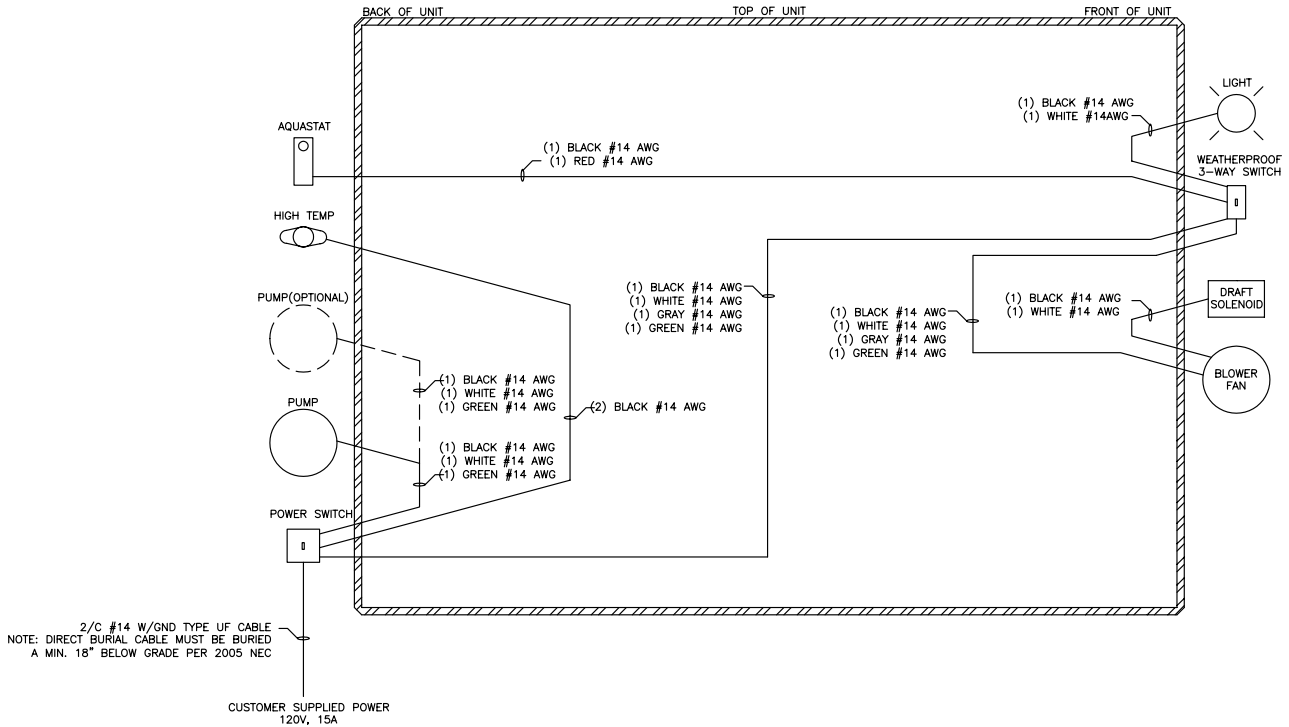 BACK OF UNIT
TOP OF UNIT
FRONT OF UNIT
LIGHT
(1) BLACK #14 AWG
(1) WHITE #14AWG
AQUASTAT
(1) BLACK #14 AWG
(1) RED #14 AWG
WEATHERPROOF
3-WAY SWITCH
HIGH TEMP
PUMP(OPTIONAL)
(1) BLACK #14 AWG
(1) WHITE #14 AWG
(1) GRAY #14 AWG
(1) GREEN #14 AWG
(1) BLACK #14 AWG
(1) WHITE #14 AWG
(1) GRAY #14 AWG
(1) GREEN #14 AWG
(1) BLACK #14 AWG
(1) WHITE #14 AWG
DRAFT
SOLENOID
BLOWER
FAN
(1) BLACK #14 AWG
(1) WHITE #14 AWG
(1) GREEN #14 AWG
PUMP
(2) BLACK #14 AWG
(1) BLACK #14 AWG
(1) WHITE #14 AWG
(1) GREEN #14 AWG
POWER SWITCH
2/C #14 W/GND TYPE UF CABLE
NOTE: DIRECT BURIAL CABLE MUST BE BURIED
A MIN. 18" BELOW GRADE PER 2005 NEC
CUSTOMER SUPPLIED POWER
120V, 15A